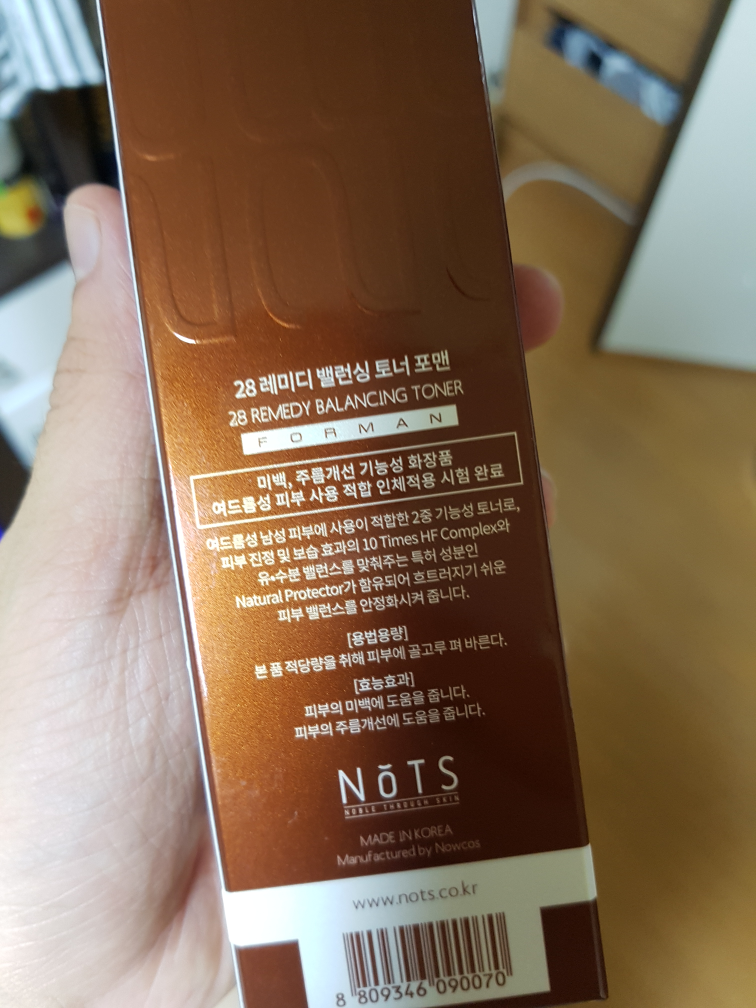 28 레미디 밸런싱 토너 포맨
28 REMEDY BALANCING TONER
FORMAN
미백, 주름개선 기능성 화장품
여드름성 피부 사용 적합 인체적용 시험 완료
여드름성 남성 피부에 사용이 적합한 2중 기능성 토너로,
피부 진정 및 보습 효과의 10 Times HF Complex와
유•수분 밸런스를 맞춰주는 특허 성분인
Natural Protector가 함유되어 흐트러지기 쉬운
피부 밸런스를 안정화시켜 줍니다.
[용법용량]
본 품 적당량을 취해 피부에 골고루 펴 바른다.
[효능효과]
피부의 미백에 도움을 줍니다.
피부의 주름개선에 도움을 줍니다.
NōTS
NOBLE THROUGH SKIN
MADE IN KOREA
Manufactured by Nowcos
www.nots.co.kr
8 809346 090070